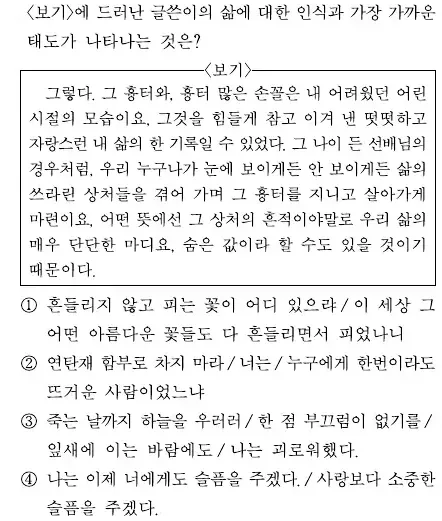 <보기>에 드러난 글쓴이의 삶에 대한 인식과 가장 가까운
태도가 나타나는 것은?
<보기>
그렇다. 그 흉터와, 흉터 많은 손꼴은 내 어려웠던 어린
시절의 모습이요, 그것을 힘들게 참고 이겨 낸 떳떳하고
자랑스런 내 삶의 한 기록일 수 있었다. 그 나이 든 선배님의
경우처럼, 우리 누구나가 눈에 보이게든 안 보이게든 삶의
쓰라린 상처들을 겪어 가며 그 흉터를 지니고 살아가게
마련이요, 어떤 뜻에선 그 상처의 흔적이야말로 우리 삶의
매우 단단한 마디요, 숨은 값이라 할 수도 있을 것이기
때문이다.
① 흔들리지 않고 피는 꽃이 어디 있으랴 / 이 세상 그
어떤 아름다운 꽃들도 다 흔들리면서 피었나니
② 연탄재 함부로 차지 마라 / 너는 / 누구에게 한번이라도
뜨거운 사람이었느냐
③ 죽는 날까지 하늘을 우러러 / 한 점 부끄럼이 없기를 /
잎새에 이는 바람에도 / 나는 괴로워했다.
④ 나는 이제 너에게도 슬픔을 주겠다. / 사랑보다 소중한
슬픔을 주겠다.